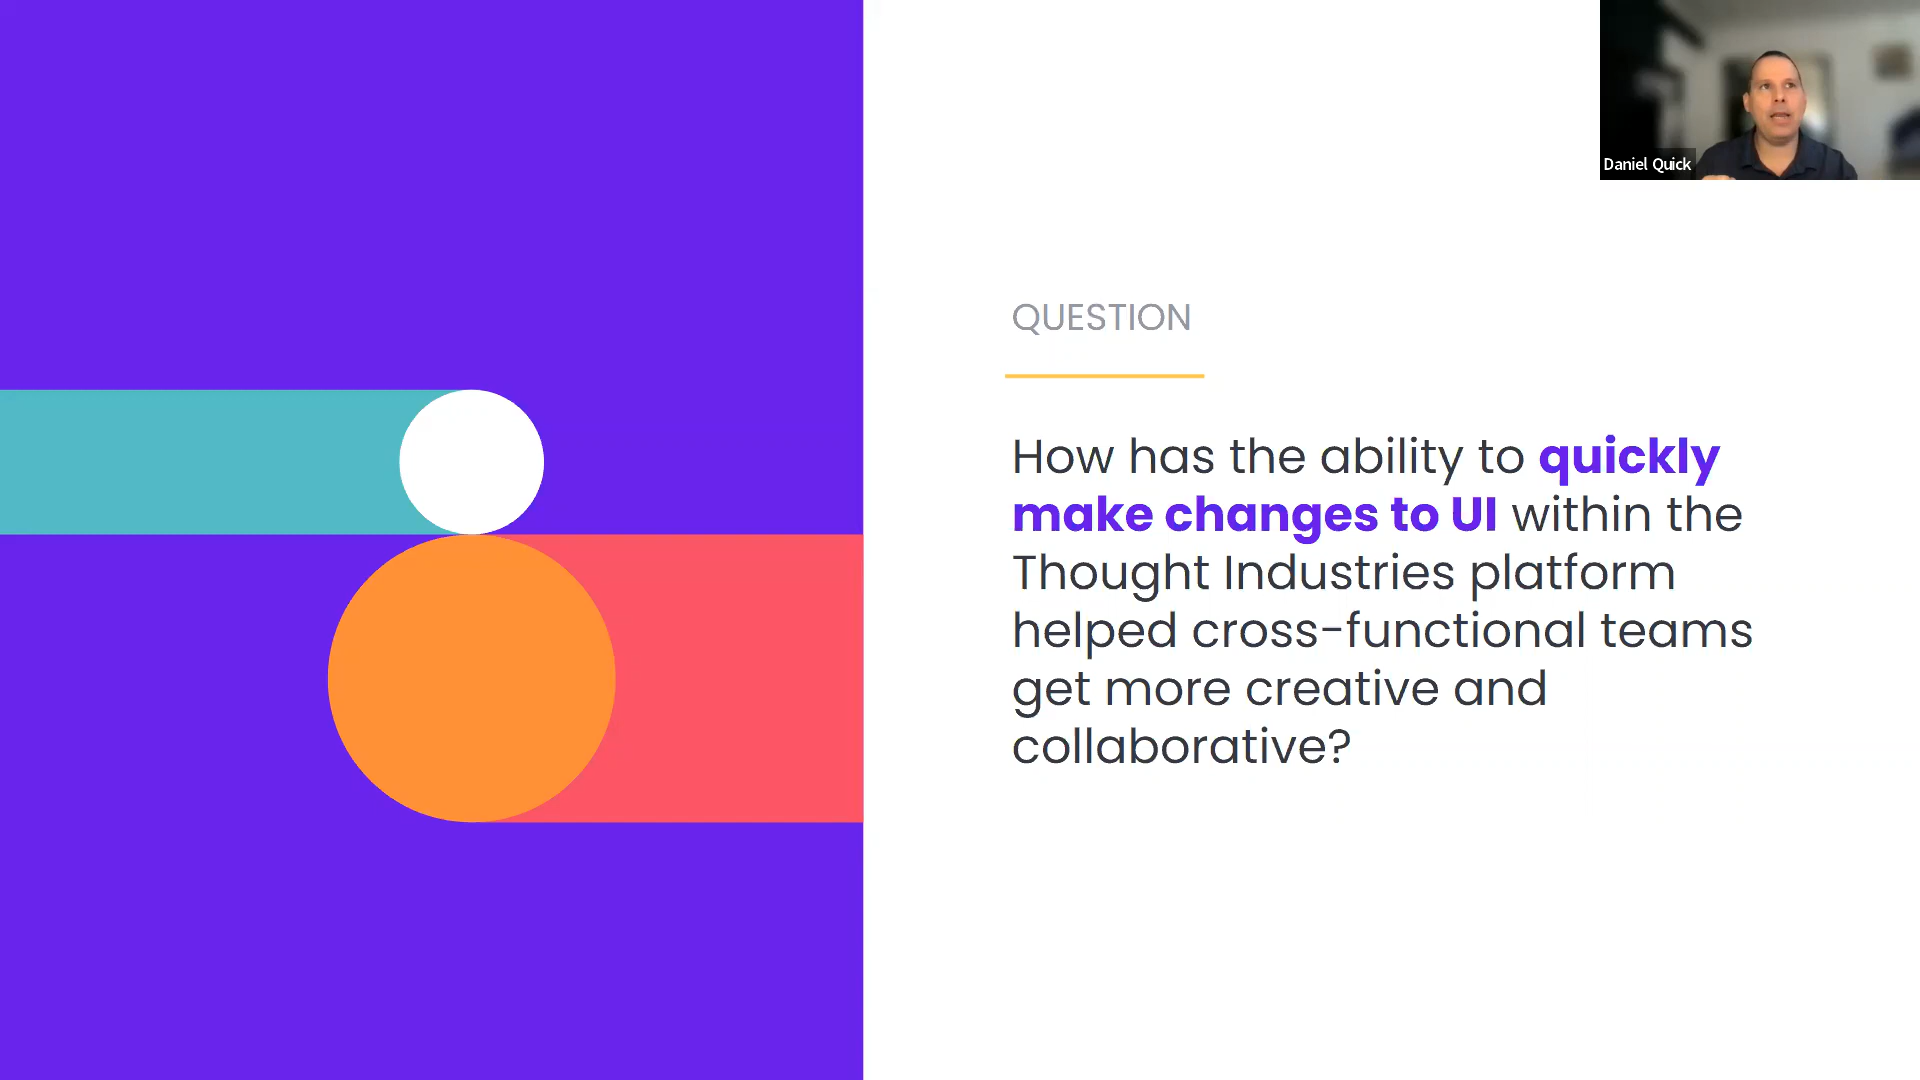 Daniel Quick
QUESTION
How has the ability to quickly
make changes to UI within the
Thought Industries platform
helped cross-functional teams
get more creative and
collaborative?